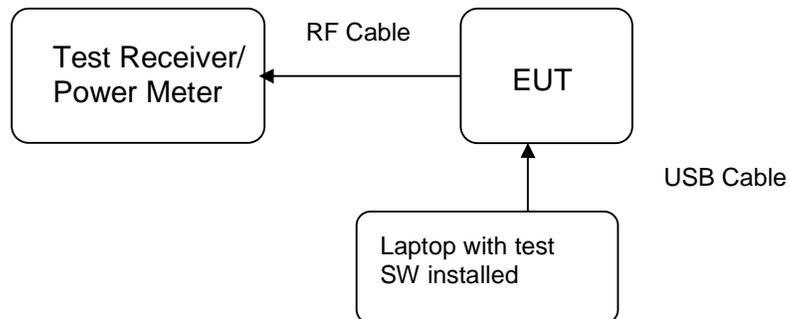 RF Cable
Test Receiver/
Power Meter
EUT
USB Cable
Laptop with test
SW installed